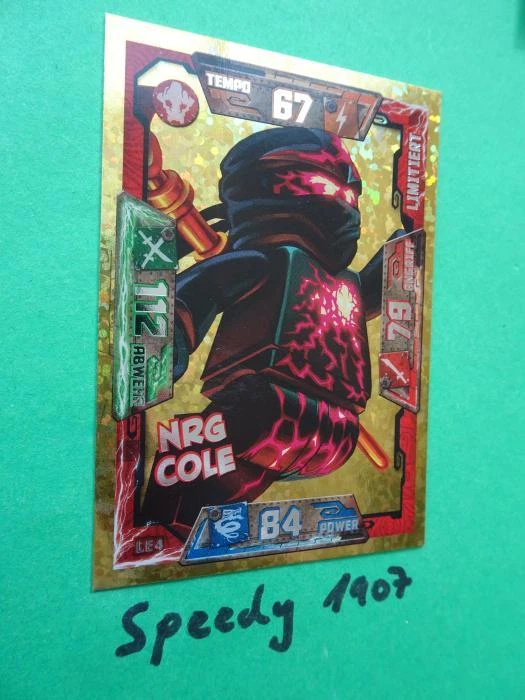 TEMPO
67
LIMITIERT
112
ABWEHR
79
ANGRIFF
NRG
COLE
84
POWER
LE4
Speedy 1907